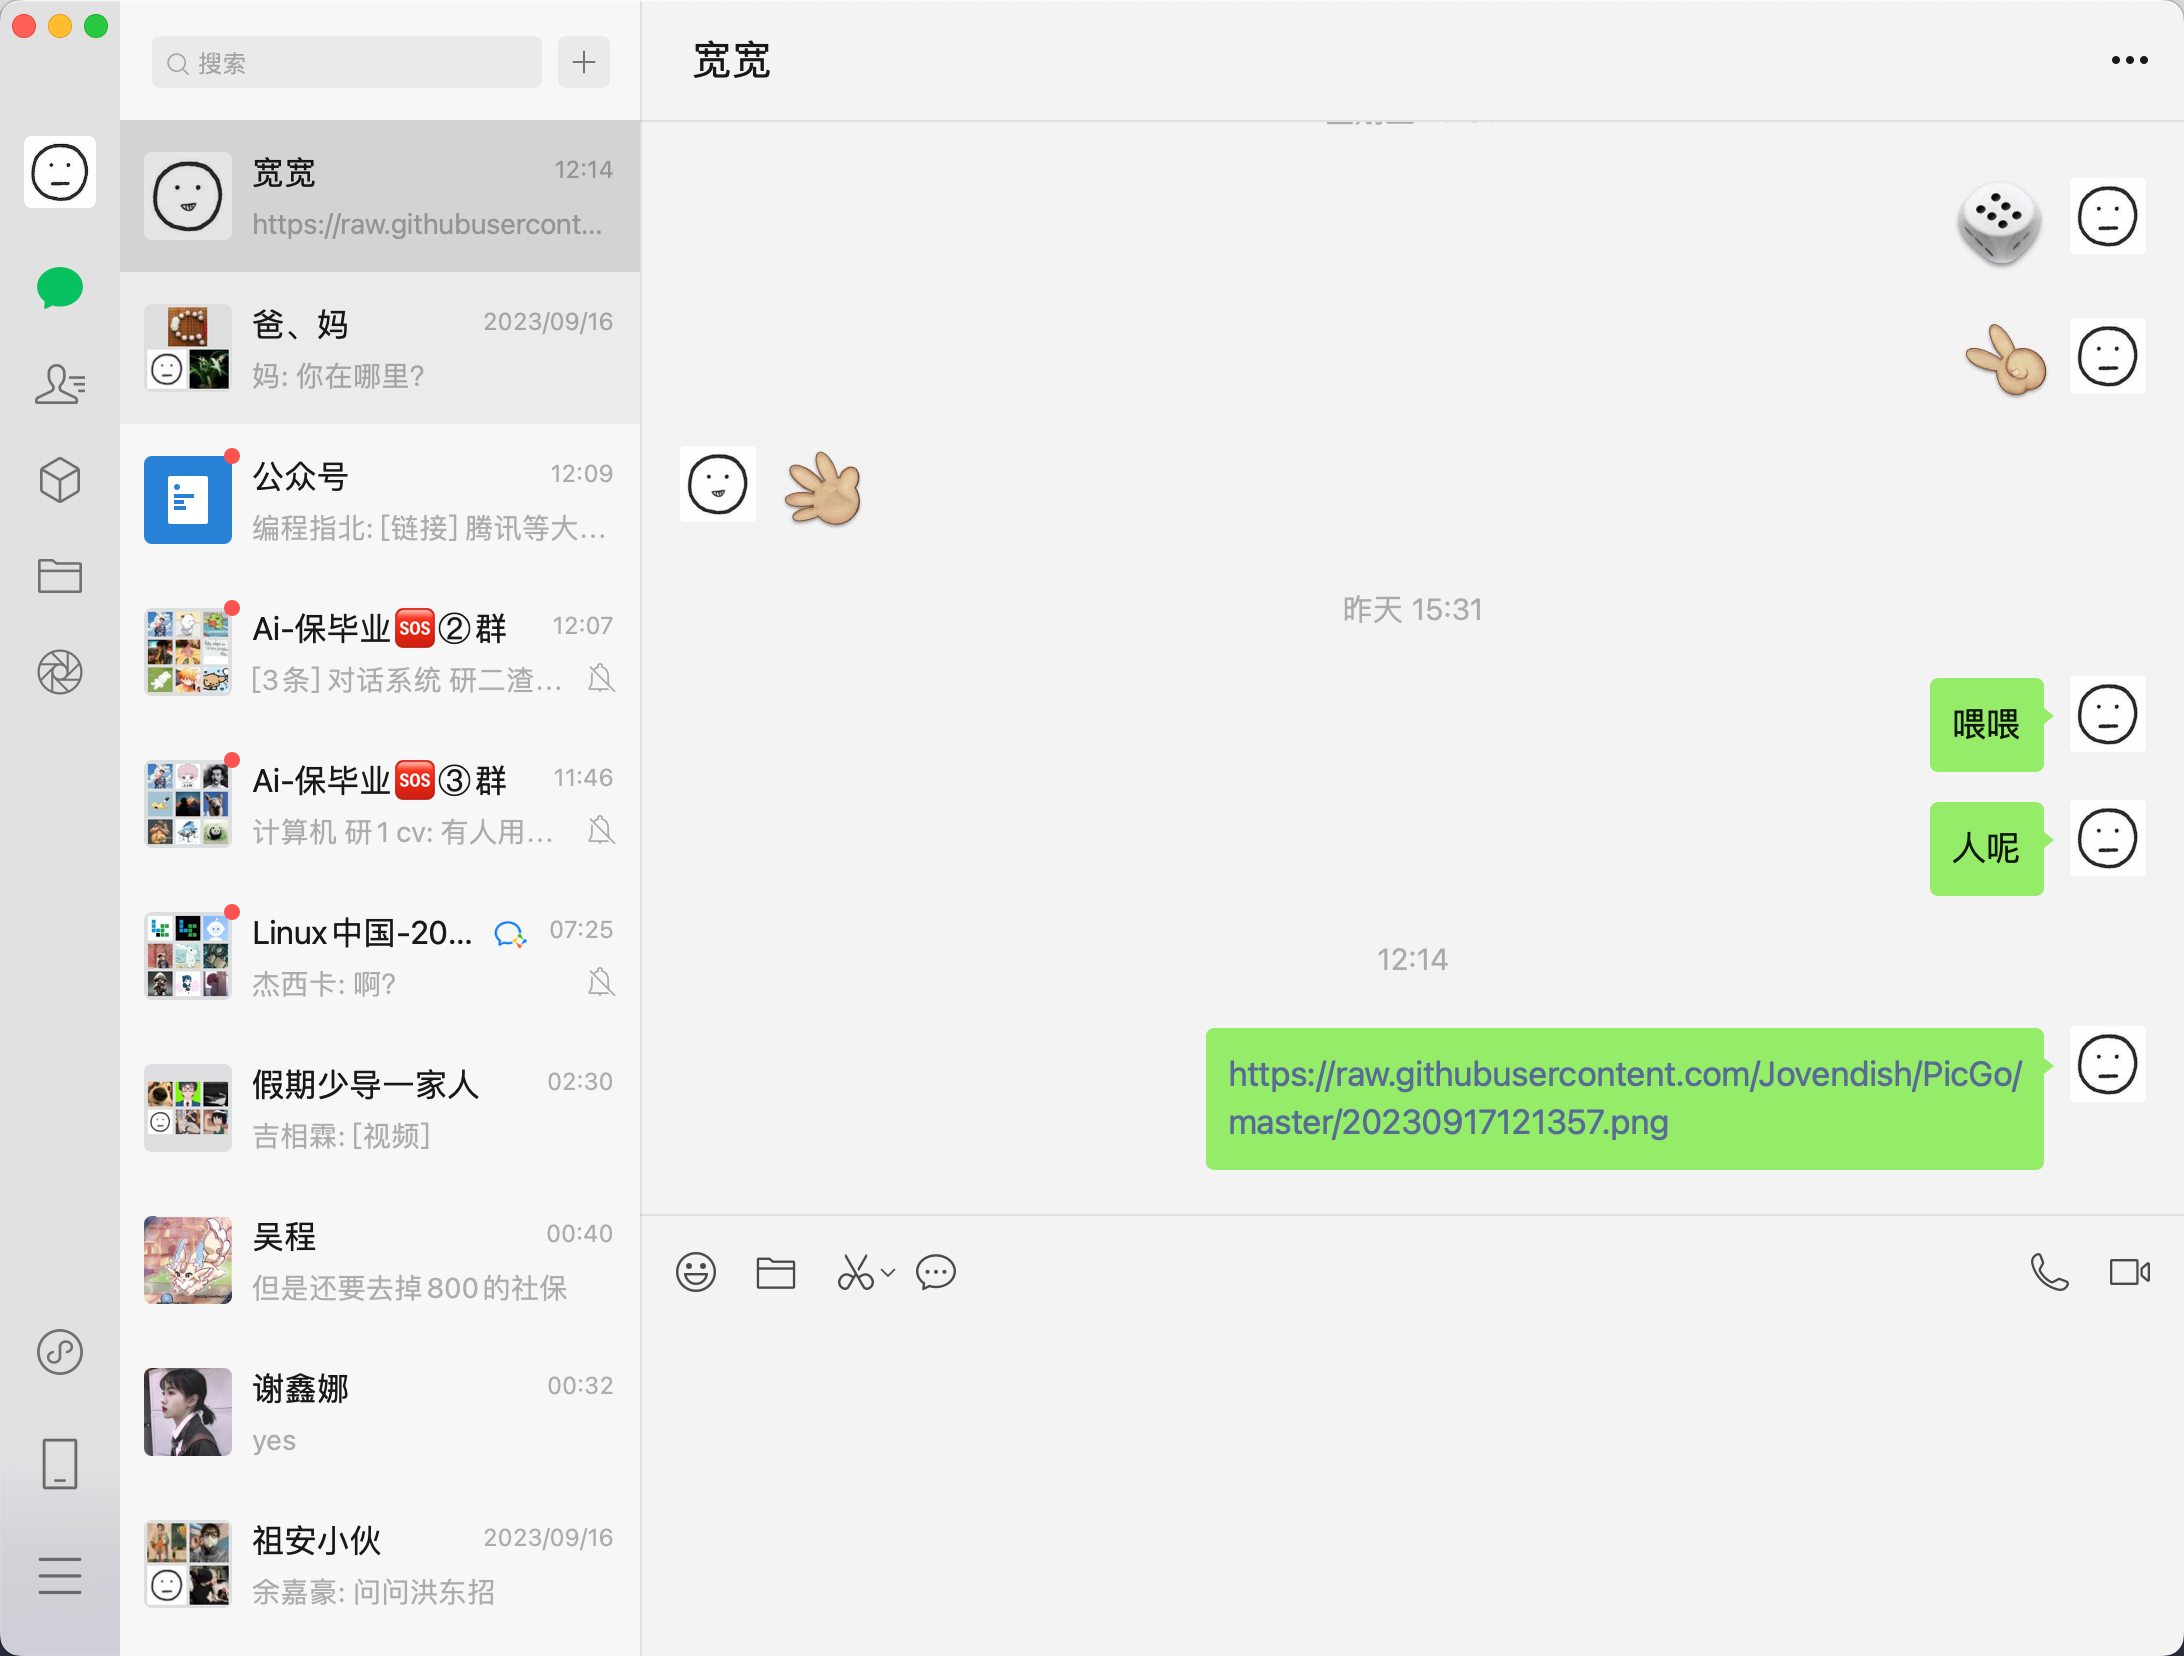 搜索
宽宽
12:14
https://raw.githubusercont...
爸、妈
2023/09/16
妈: 你在哪里?
公众号
12:09
编程指北: [链接] 腾讯等大...
Ai-保毕业🆘②群
12:07
[3条] 对话系统 研二渣...
Ai-保毕业🆘③群
11:46
计算机 研1 cv: 有人用...
Linux中国-20...
07:25
杰西卡: 啊?
假期少导一家人
02:30
吉相霖: [视频]
吴程
00:40
但是还要去掉800的社保
谢鑫娜
00:32
yes
祖安小伙
2023/09/16
余嘉豪: 问问洪东招
宽宽
昨天 15:31
喂喂
人呢
12:14
https://raw.githubusercontent.com/Jovendish/PicGo/
master/20230917121357.png